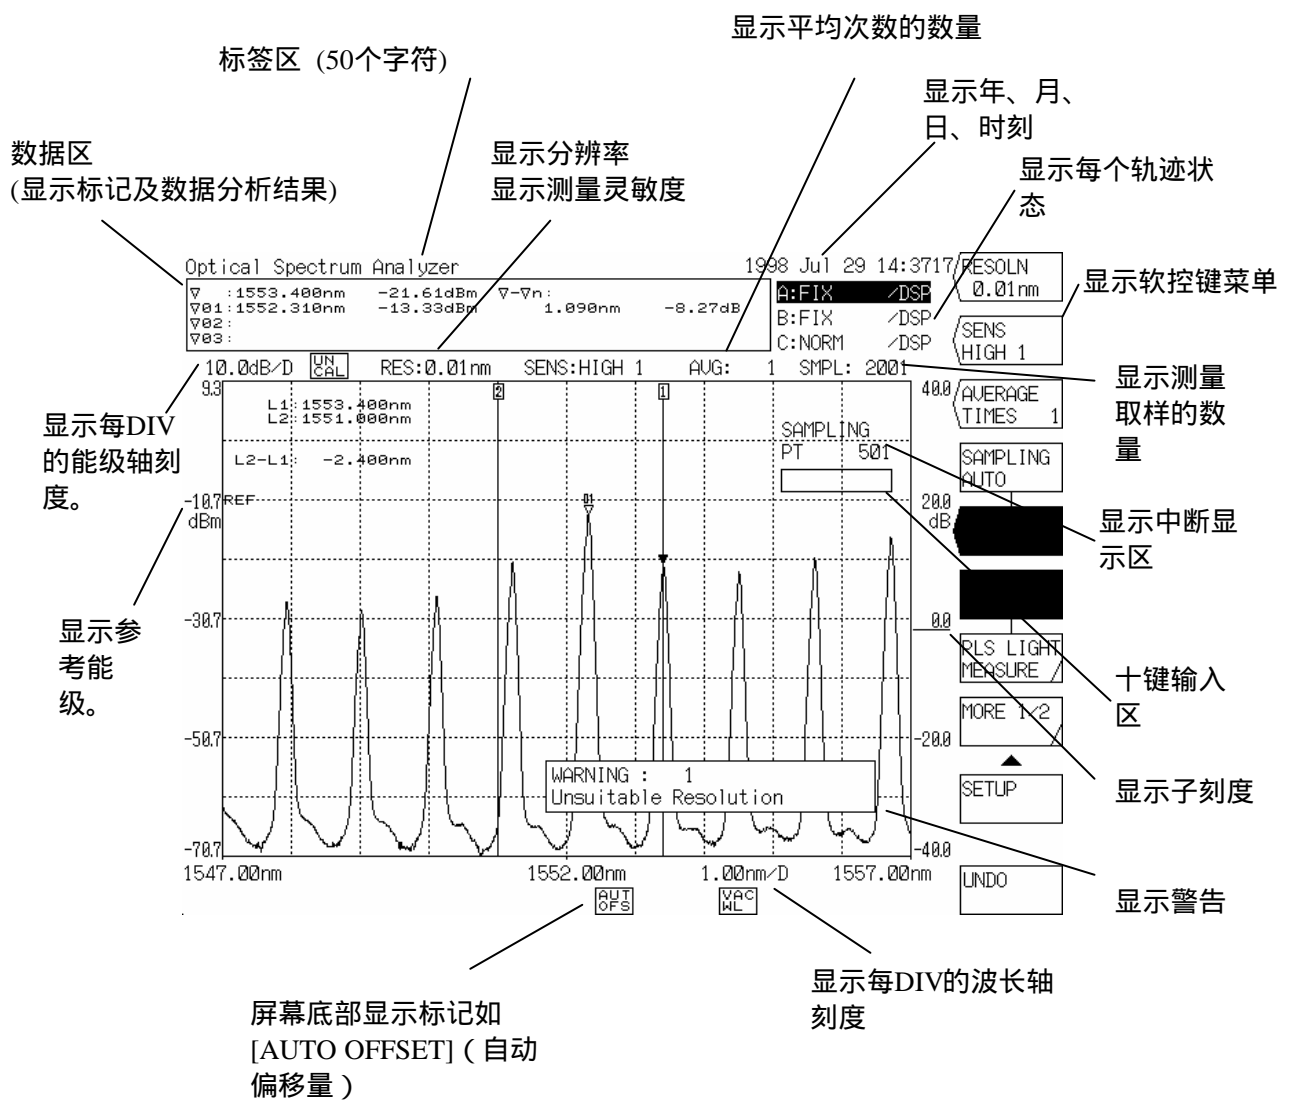 显示平均次数的数量
标签区 (50个字符)
显示年、月、
日、时刻
数据区
(显示标记及数据分析结果)
显示分辨率
显示测量灵敏度
显示每个轨迹状
态
Optical Spectrum Analyzer
1998 Jul 29 14:37
17
RESOLN
0.01nm
显示软控键菜单
▽   :1553.400nm   -21.61dBm  ▽-▽n:
▽01:1552.310nm   -13.33dBm   1.090nm   -8.27dB
▽02:
▽03:
A:FIX /DSP
B:FIX /DSP
C:NORM /DSP
SENS
HIGH 1
10.0dB/D
UN
CAL
RES:0.01nm
SENS:HIGH 1
AVG: 1
SMPL: 2001
显示测量
取样的数
量
9.3
2
1
40.0
AVERAGE
TIMES 1
L1:1553.400nm
L2:1551.000nm
L2-L1: -2.400nm
SAMPLING
PT 501
SAMPLING
AUTO
显示每DIV
的能级轴刻
度。
-10.7
REF
dBm
01
20.0
dB
显示中断显
示区
-30.7
0.0
显示参
考能
级。
PLS LIGHT
MEASURE
十键输入
区
MORE 1/2
-50.7
-20.0
WARNING : 1
Unsuitable Resolution
SETUP
显示子刻度
-70.7
-40.0
1547.00nm
1552.00nm
1.00nm/D
1557.00nm
UNDO
AUT
OFS
VAC
WL
显示警告
显示每DIV的波长轴
刻度
屏幕底部显示标记如
[AUTO OFFSET]（自动
偏移量）